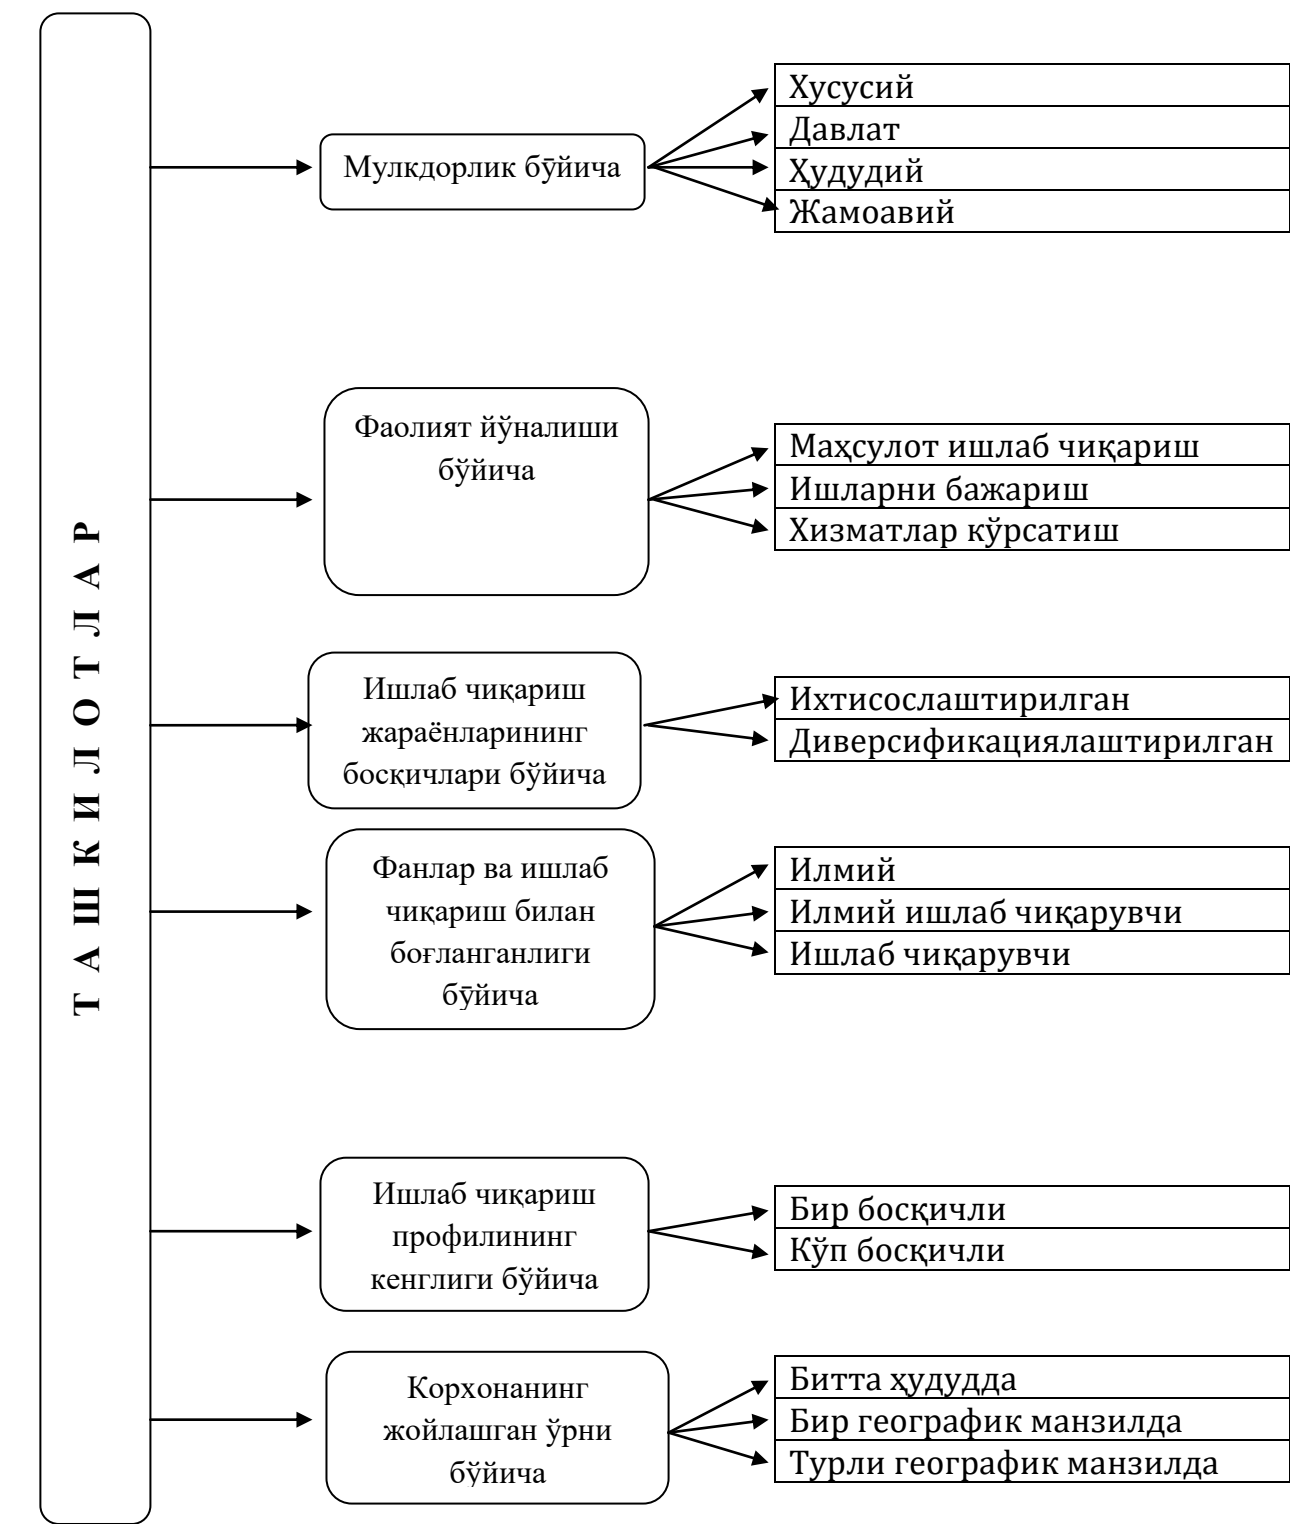 ТАШКИЛОТЛАР
Мулкдорлик бӯйича
Хусусий
Давлат
Ҳудудий
Жамоавий
Фаолият йўналиши
бўйича
Маҳсулот ишлаб чиқариш
Ишларни бажариш
Хизматлар кўрсатиш
Ишлаб чиқариш
жараёнларининг
босқичлари бўйича
Ихтисослаштирилган
Диверсификациялаштирилган
Фанлар ва ишлаб
чиқариш билан
боғланганлиги
бӯйича
Илмий
Илмий ишлаб чиқарувчи
Ишлаб чиқарувчи
Ишлаб чиқариш
профилининг
кенглиги бўйича
Бир босқичли
Кўп босқичли
Корхонанинг
жойлашган ўрни
бўйича
Битта ҳудудда
Бир географик манзилда
Турли географик манзилда